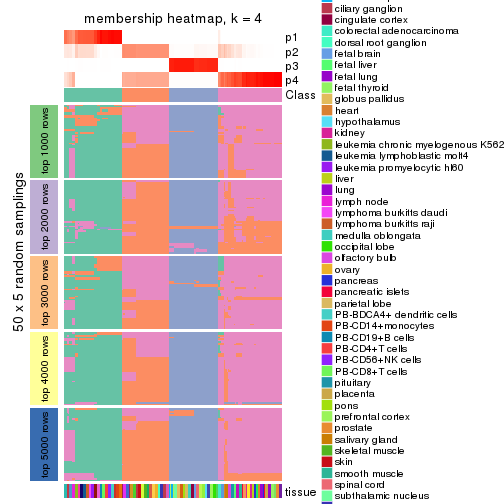 membership heatmap, k = 4
p1
p2
p3
p4
Class
50 x 5 random samplings
top 1000 rows
top 2000 rows
top 3000 rows
top 4000 rows
top 5000 rows
tissue
ciliary ganglion
cingulate cortex
colorectal adenocarcinoma
dorsal root ganglion
fetal brain
fetal liver
fetal lung
fetal thyroid
globus pallidus
heart
hypothalamus
kidney
leukemia chronic myelogenous K562
leukemia lymphoblastic molt4
leukemia promyelocytic hl60
liver
lung
lymph node
lymphoma burkitts daudi
lymphoma burkitts raji
medulla oblongata
occipital lobe
olfactory bulb
ovary
pancreas
pancreatic islets
parietal lobe
PB-BDCA4+ dendritic cells
PB-CD14+monocytes
PB-CD19+B cells
PB-CD4+T cells
PB-CD56+NK cells
PB-CD8+T cells
pituitary
placenta
pons
prefrontal cortex
prostate
salivary gland
skeletal muscle
skin
smooth muscle
spinal cord
subthalamic nucleus